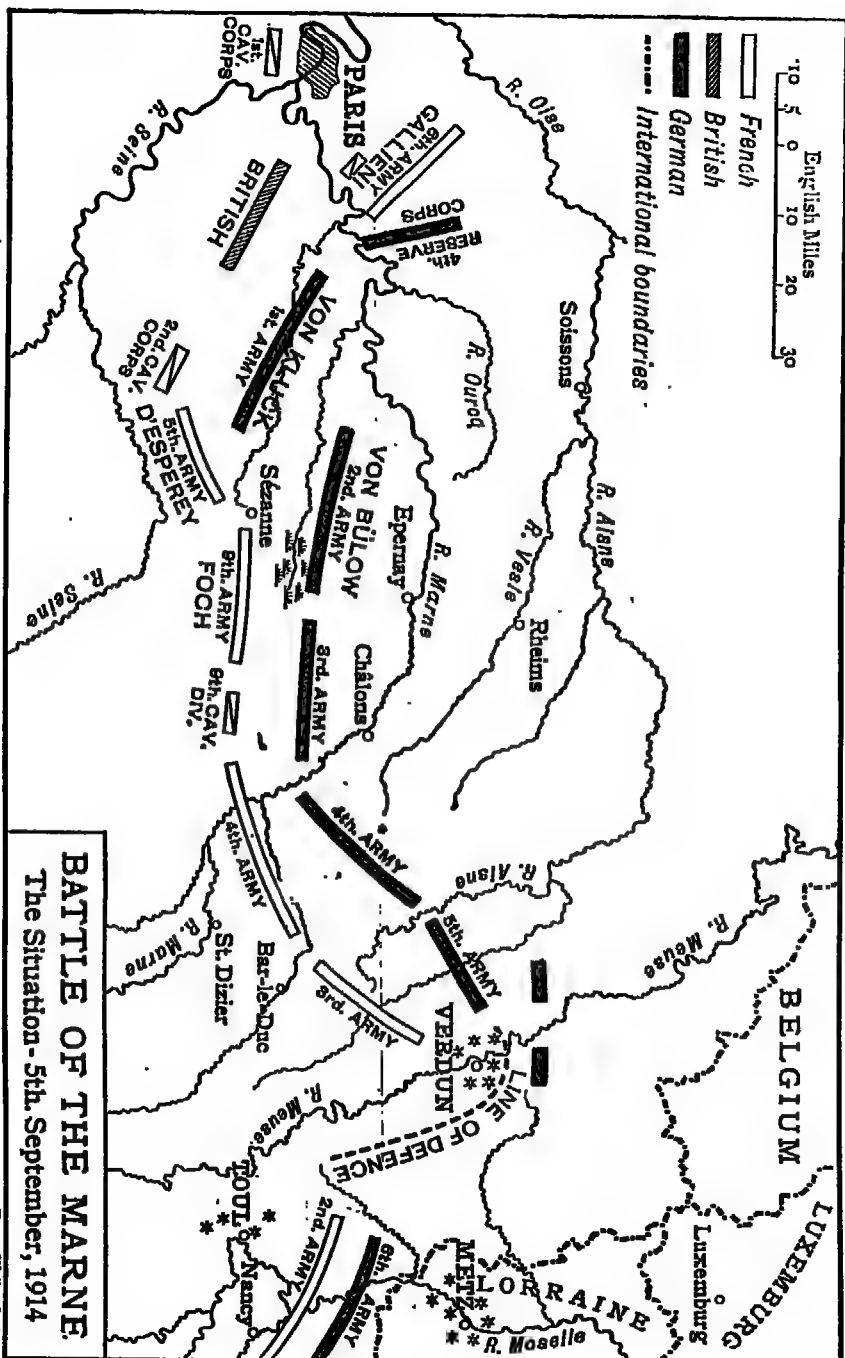 English Miles
10 5 0 10 20 30
French
British
German
International boundaries
R. Oise
Soissons
R. Aisne
R. Vesle
Rheims
R. Ourcq
6th. ARMY
GALLIENI
4th.
RESERVE
CORPS
PARIS
1st.
CAV.
CORPS
R. Seine
BRITISH
VON KLUCK
1st. ARMY
2nd. CAV.
CORPS
5th. ARMY
D'ESPEREY
Sézanne
VON BÜLOW
2nd. ARMY
Epernay
R. Marne
9th. ARMY
FOCH
R. Seine
3rd. ARMY
Châlons
9th. CAV.
DIV.
4th. ARMY
4th. ARMY
R. Aisne
5th. ARMY
R. Marne
St. Dizier
Bar-le-Duc
3rd. ARMY
VERDUN
LINE
OF DEFENCE
R. Meuse
R. Meuse
BELGIUM
LUXEMBURG
Luxemburg
LORRAINE
METZ
R. Moselle
TOUL
Nancy
2nd. ARMY
6th. ARMY
BATTLE OF THE MARNE
The Situation - 5th. September, 1914